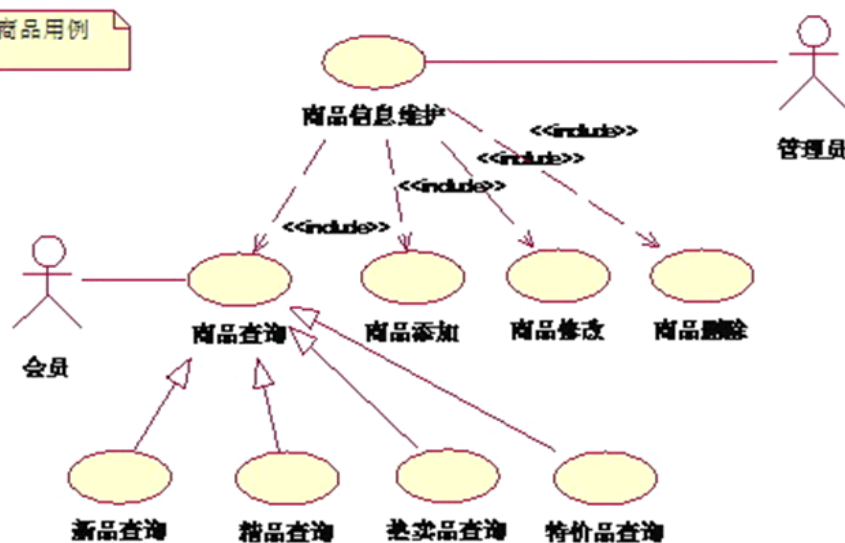 商品用例
商品信息维护
<<include>>
管理员
<<include>>
<<include>>
<<include>>
商品查询
商品添加
商品修改
商品删除
会员
新品查询
精品查询
热卖品查询
特价品查询